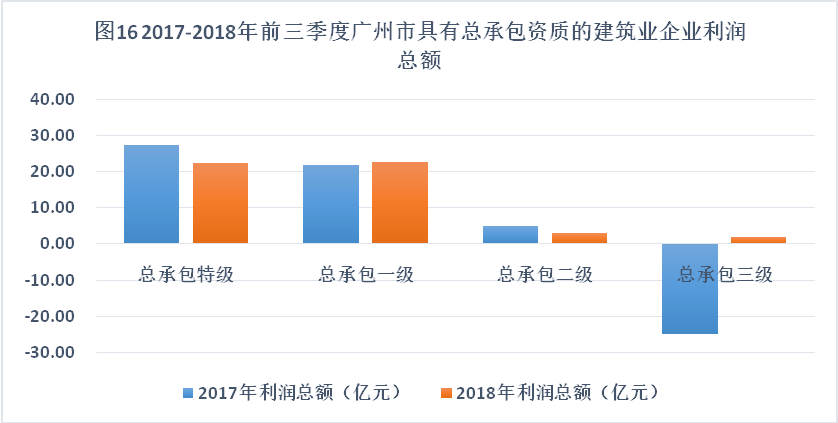 图16 2017-2018年前三季度广州市具有总承包资质的建筑业企业利润
总额
40.00
30.00
20.00
10.00
0.00
-10.00
-20.00
-30.00
总承包特级 总承包一级 总承包二级 总承包三级
2017年利润总额（亿元） 2018年利润总额（亿元）